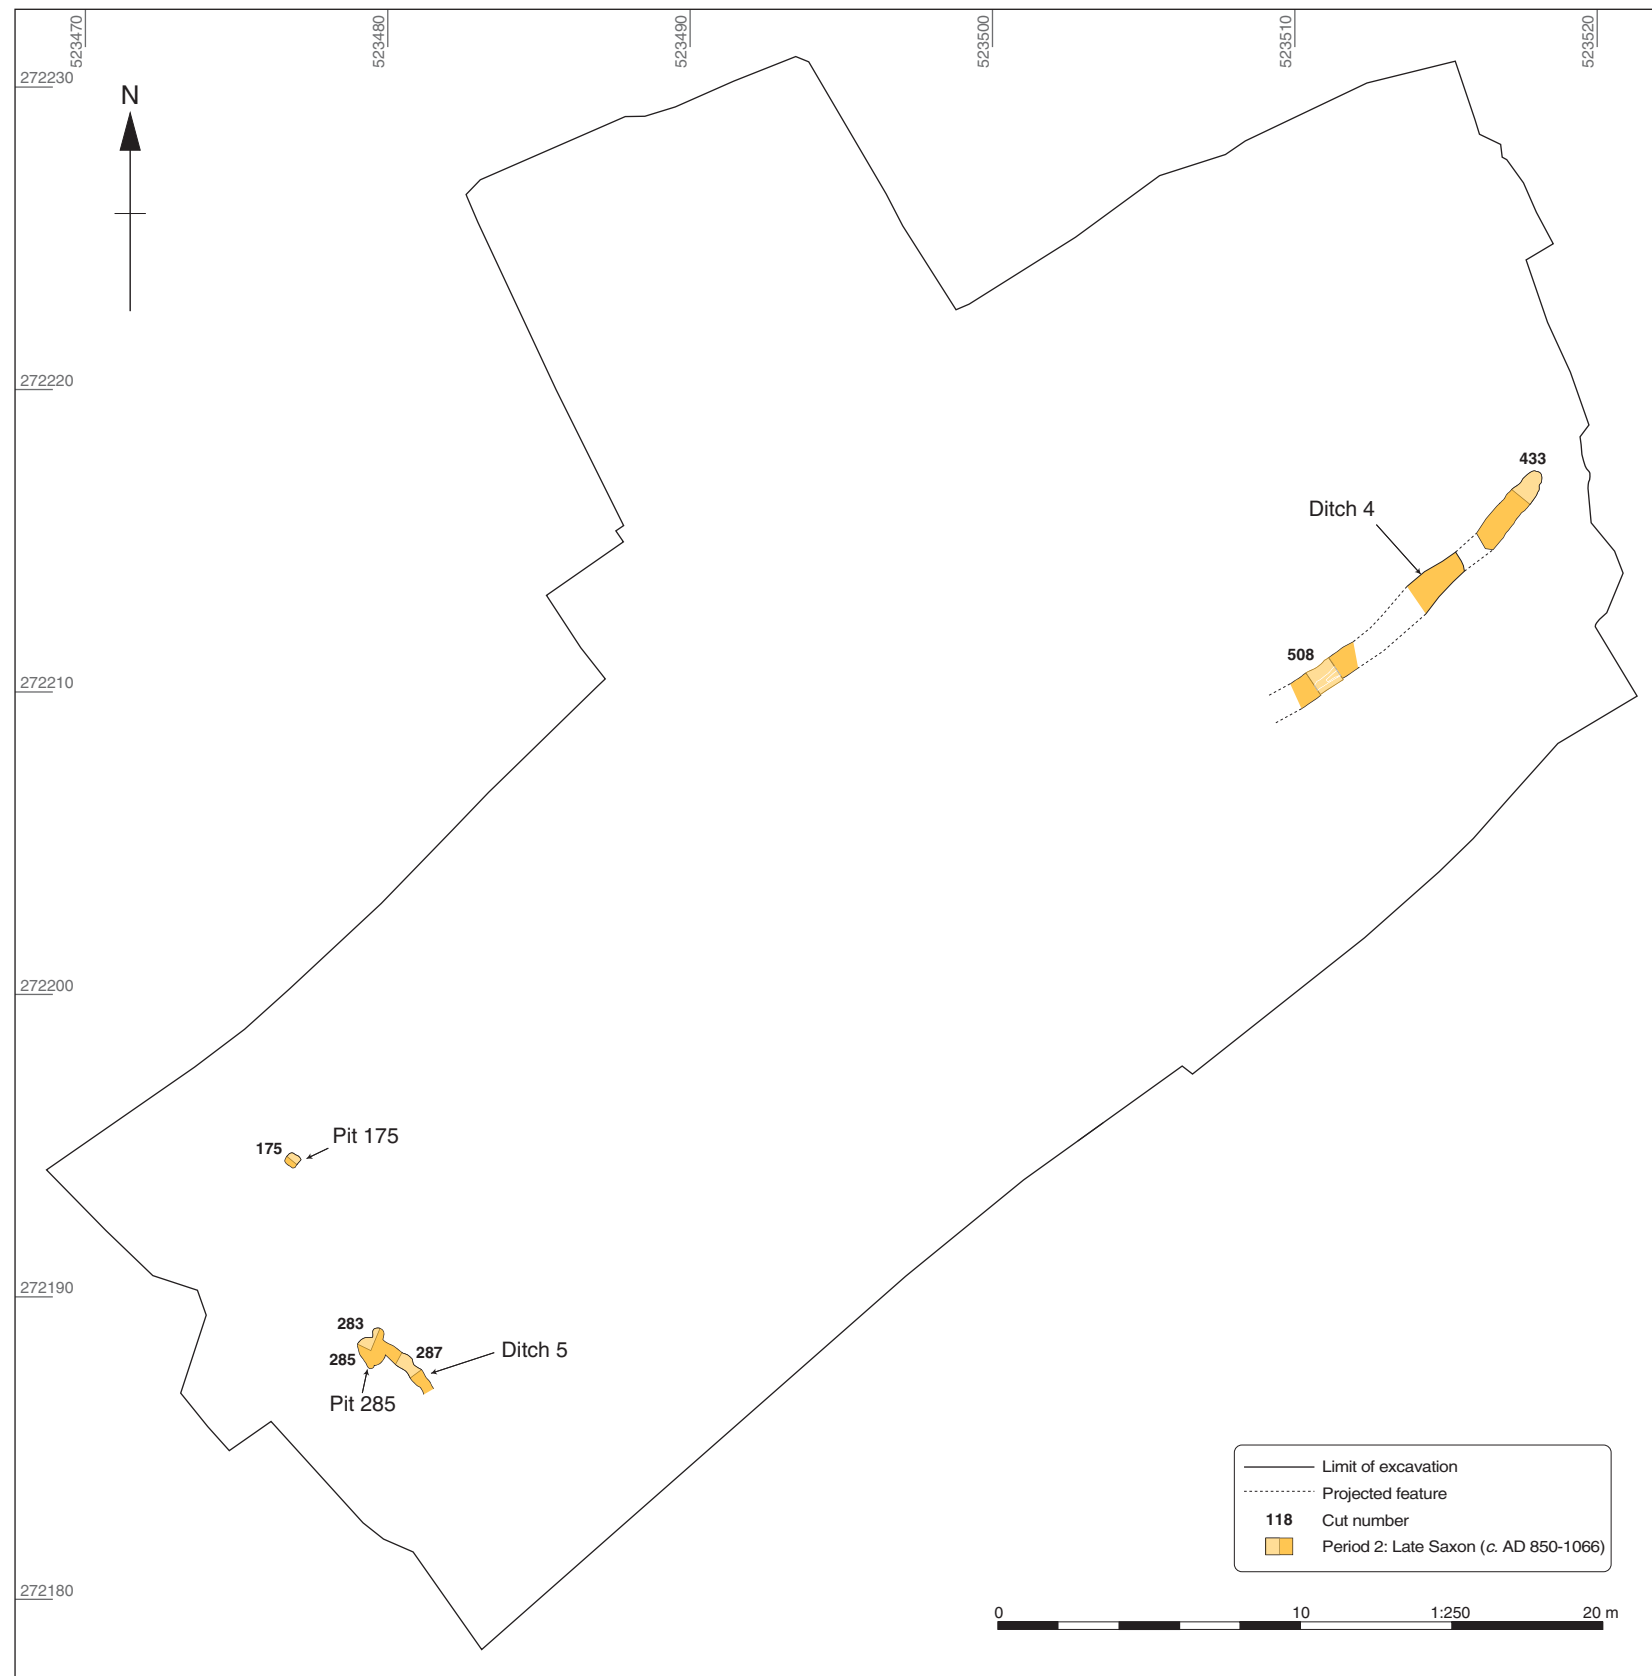 523470
523480
523490
523500
523510
523520
272230
N
272220
433
Ditch 4
508
272210
272200
Pit 175
175
272190
283
287
Ditch 5
285
Pit 285
Limit of excavation
Projected feature
118 Cut number
Period 2: Late Saxon (c. AD 850-1066)
272180
0 10 1:250 20 m